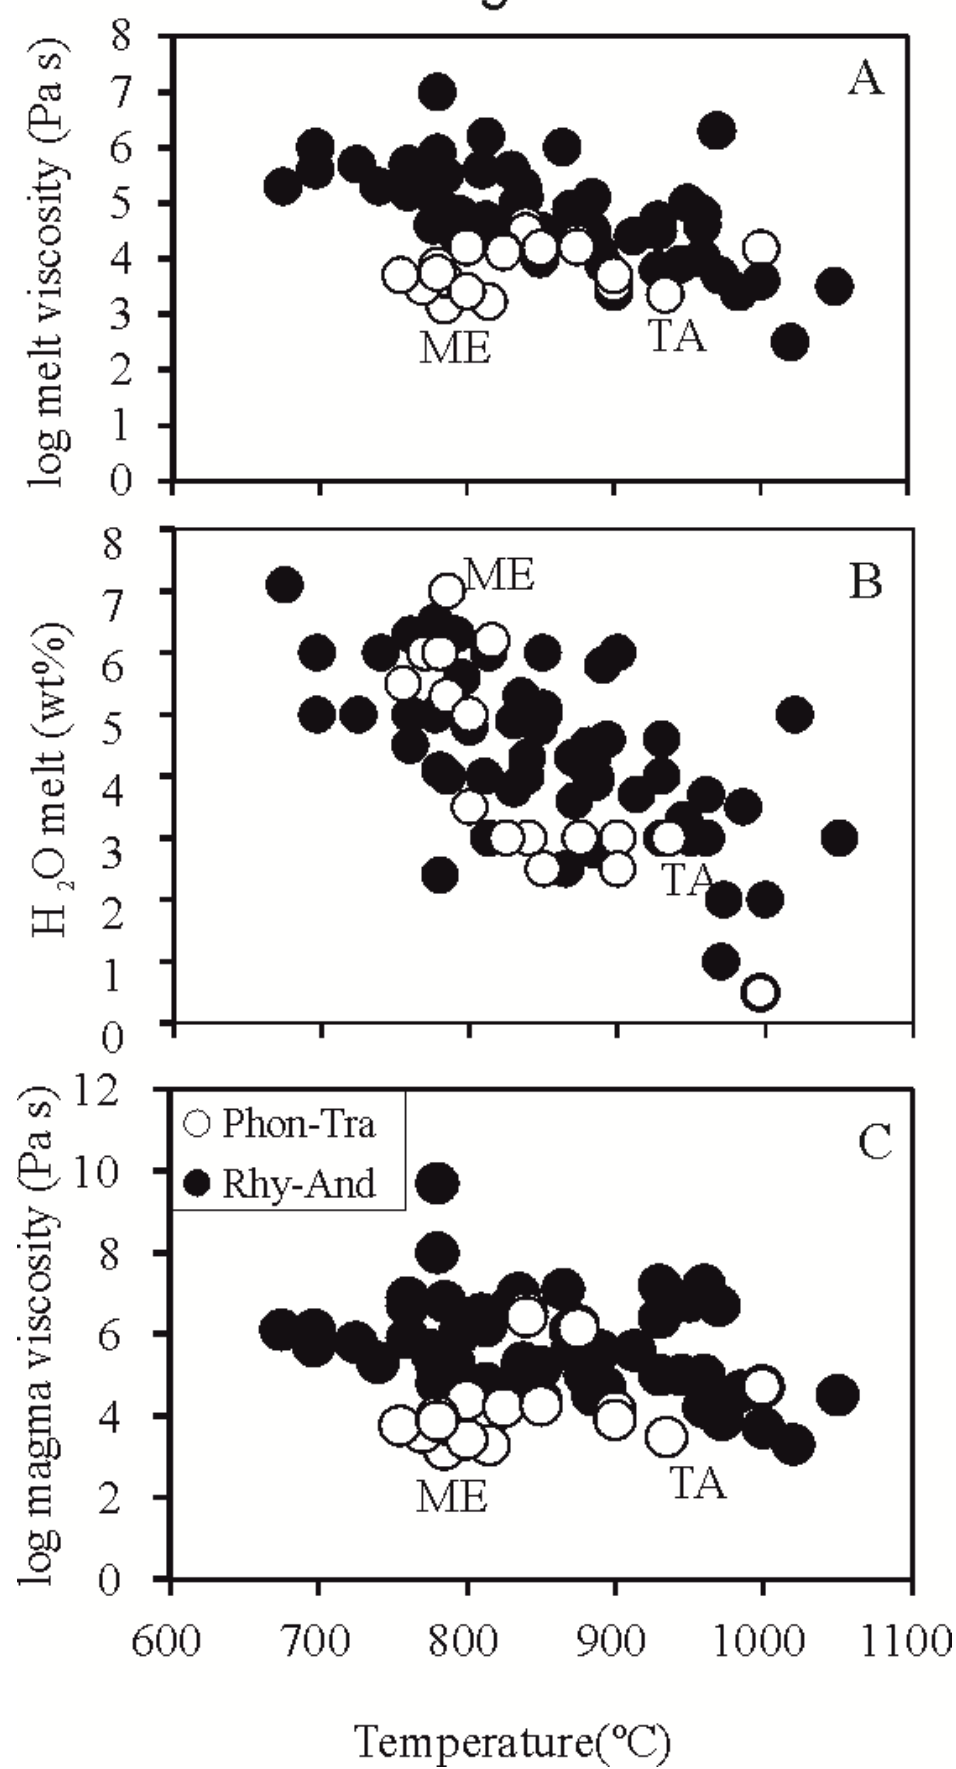 g
log melt viscosity (Pa s)
8
7
6
5
4
3
2
1
0
A
ME
TA
H2O melt (wt%)
8
7
6
5
4
3
2
1
0
B
ME
TA
log magma viscosity (Pa s)
12
10
8
6
4
2
0
Phon-Tra
Rhy-And
C
ME
TA
600 700 800 900 1000 1100
Temperature(ºC)